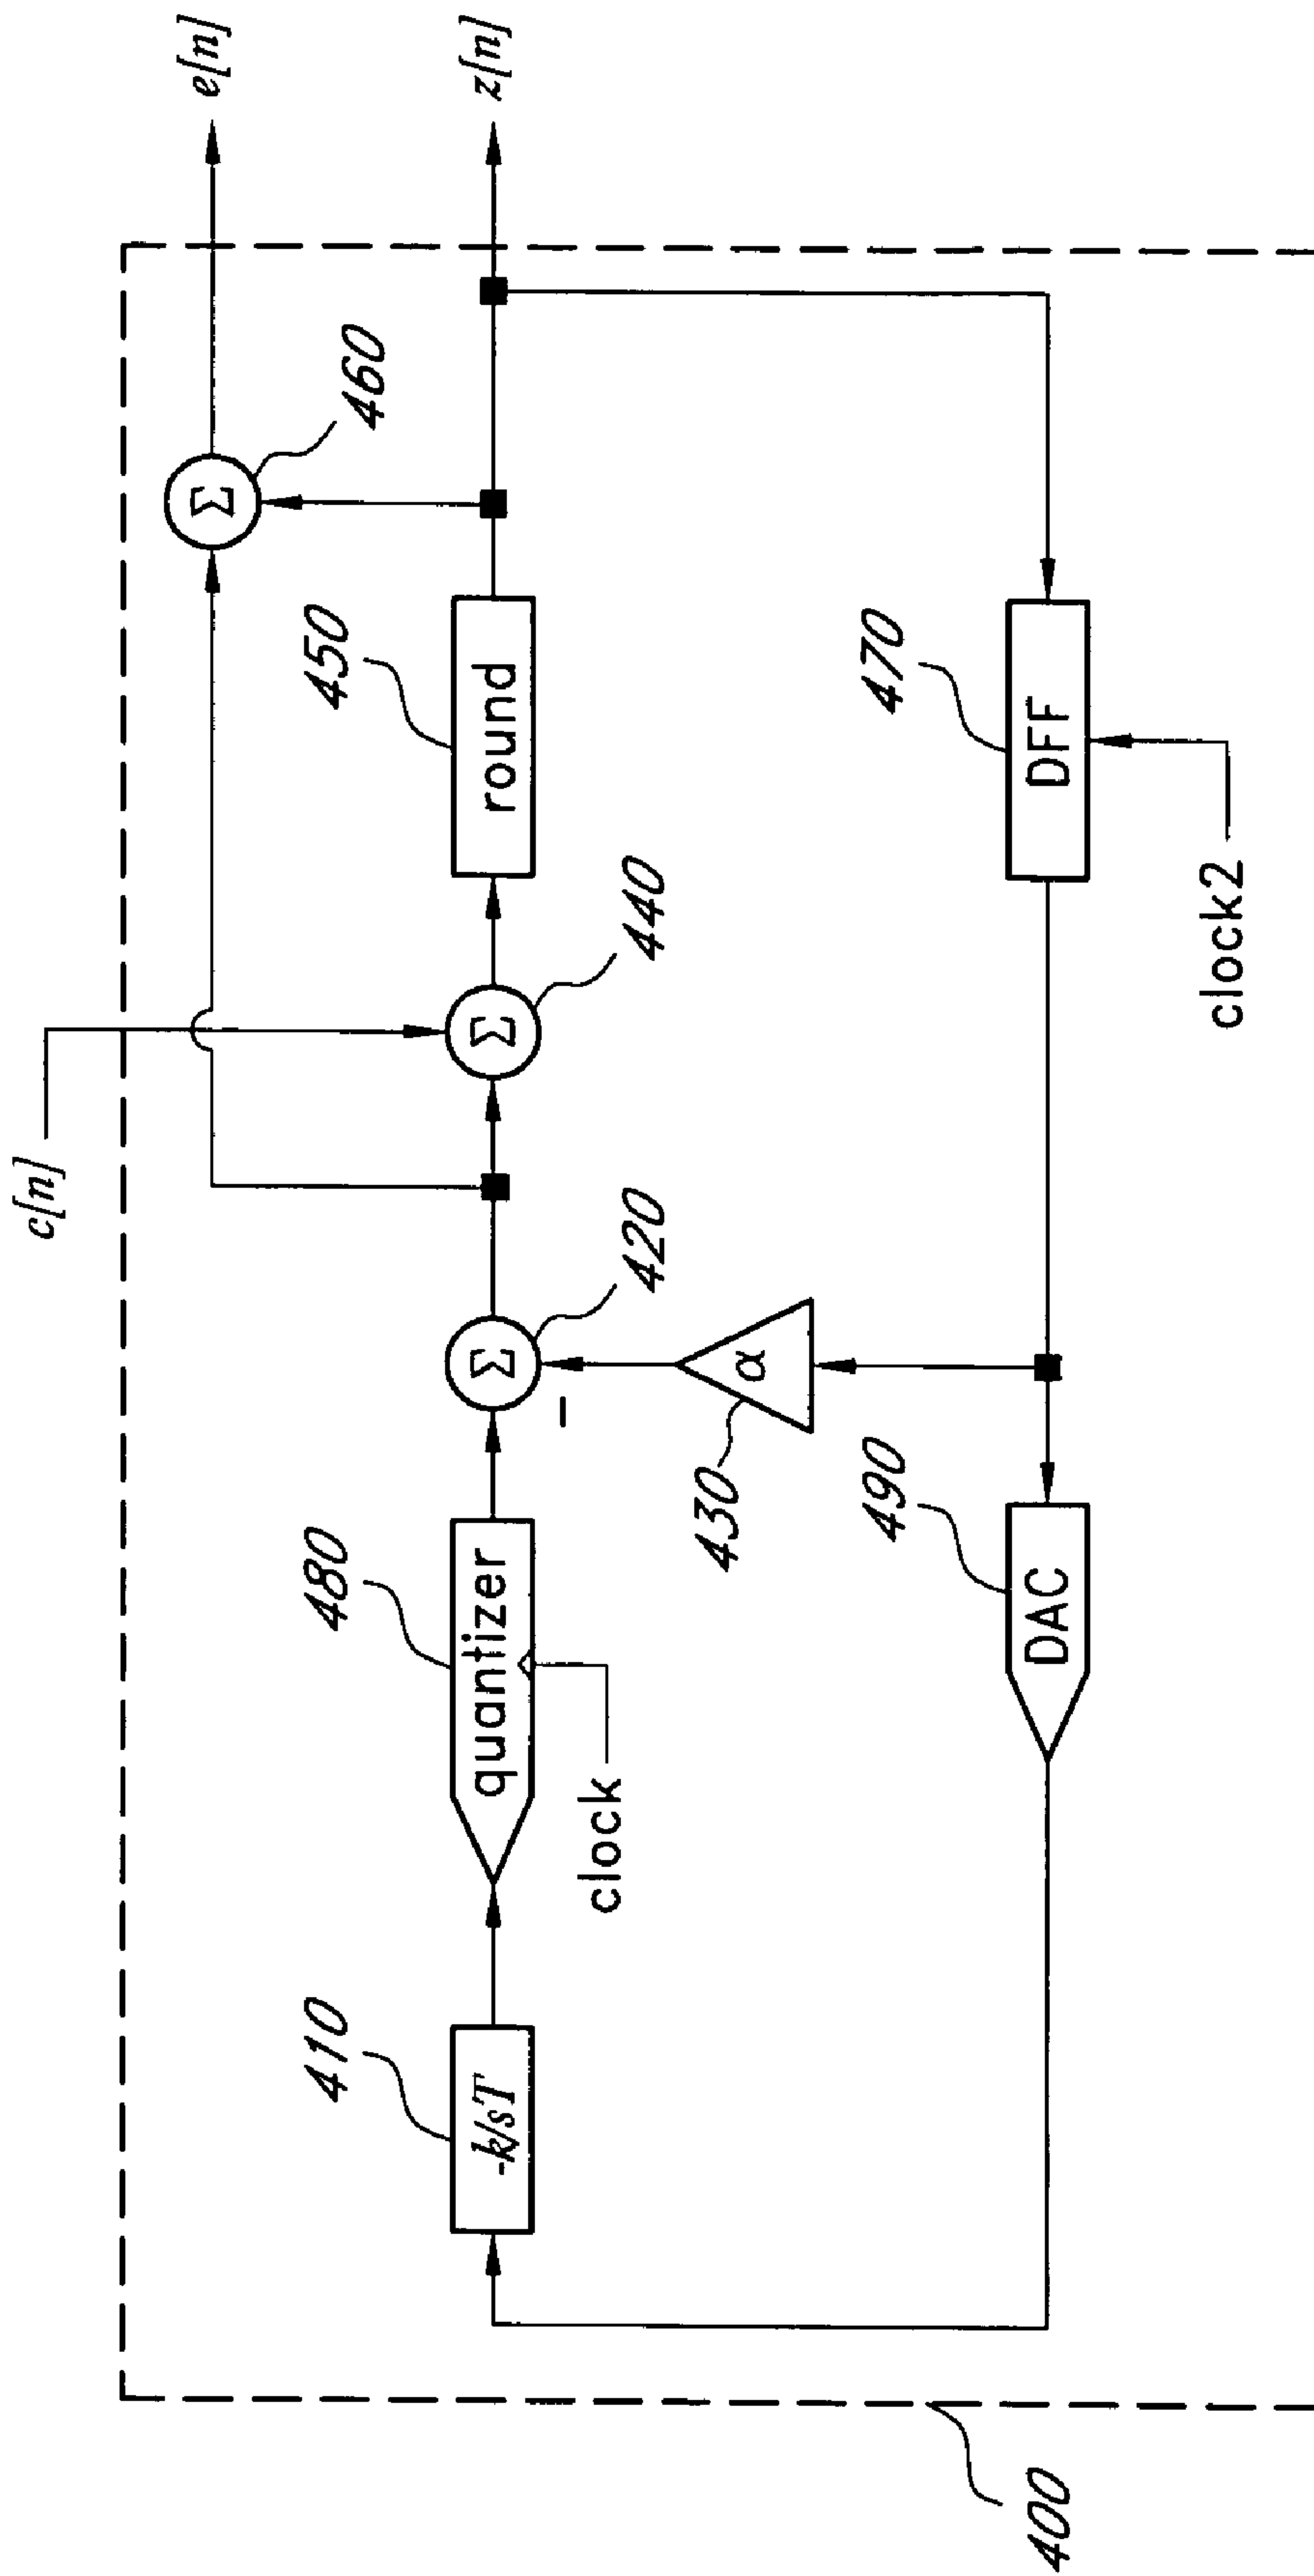 c[n]
e[n]
460
410
-k/sT
480
quantizer
clock
Σ
420
Σ
440
450
round
Σ
z[n]
430
α
490
DAC
470
DFF
clock2
400